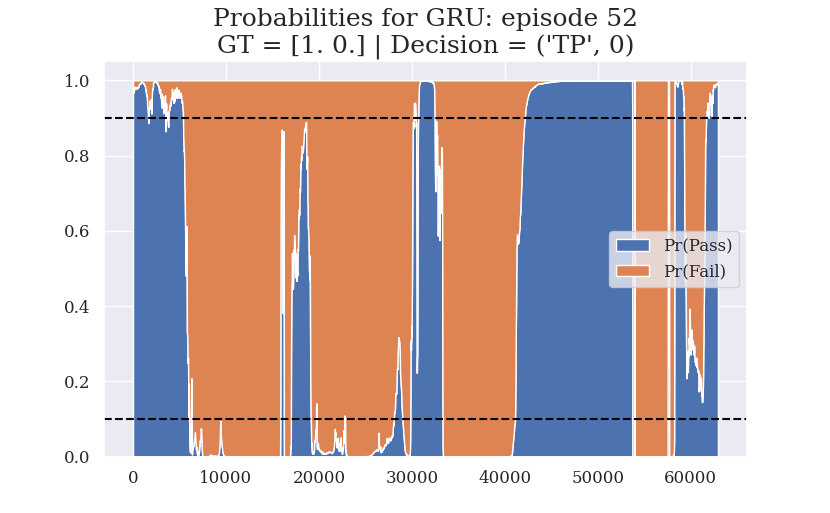 Probabilities for GRU: episode 52
GT = [1. 0.] | Decision = ('TP', 0)
1.0
0.8
0.6
0.4
0.2
0.0
Pr(Pass)
Pr(Fail)
0 10000 20000 30000 40000 50000 60000